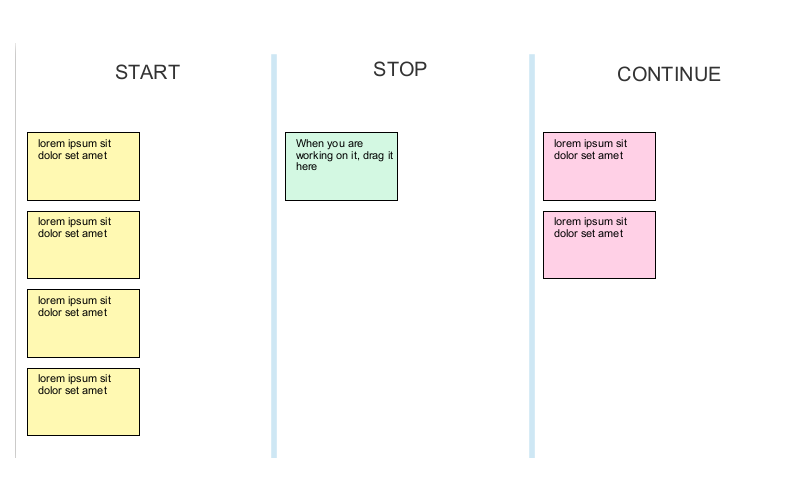 START
STOP
CONTINUE
lorem ipsum sit
dolor set amet
lorem ipsum sit
dolor set amet
lorem ipsum sit
dolor set amet
lorem ipsum sit
dolor set amet
When you are
working on it, drag it
here
lorem ipsum sit
dolor set amet
lorem ipsum sit
dolor set amet